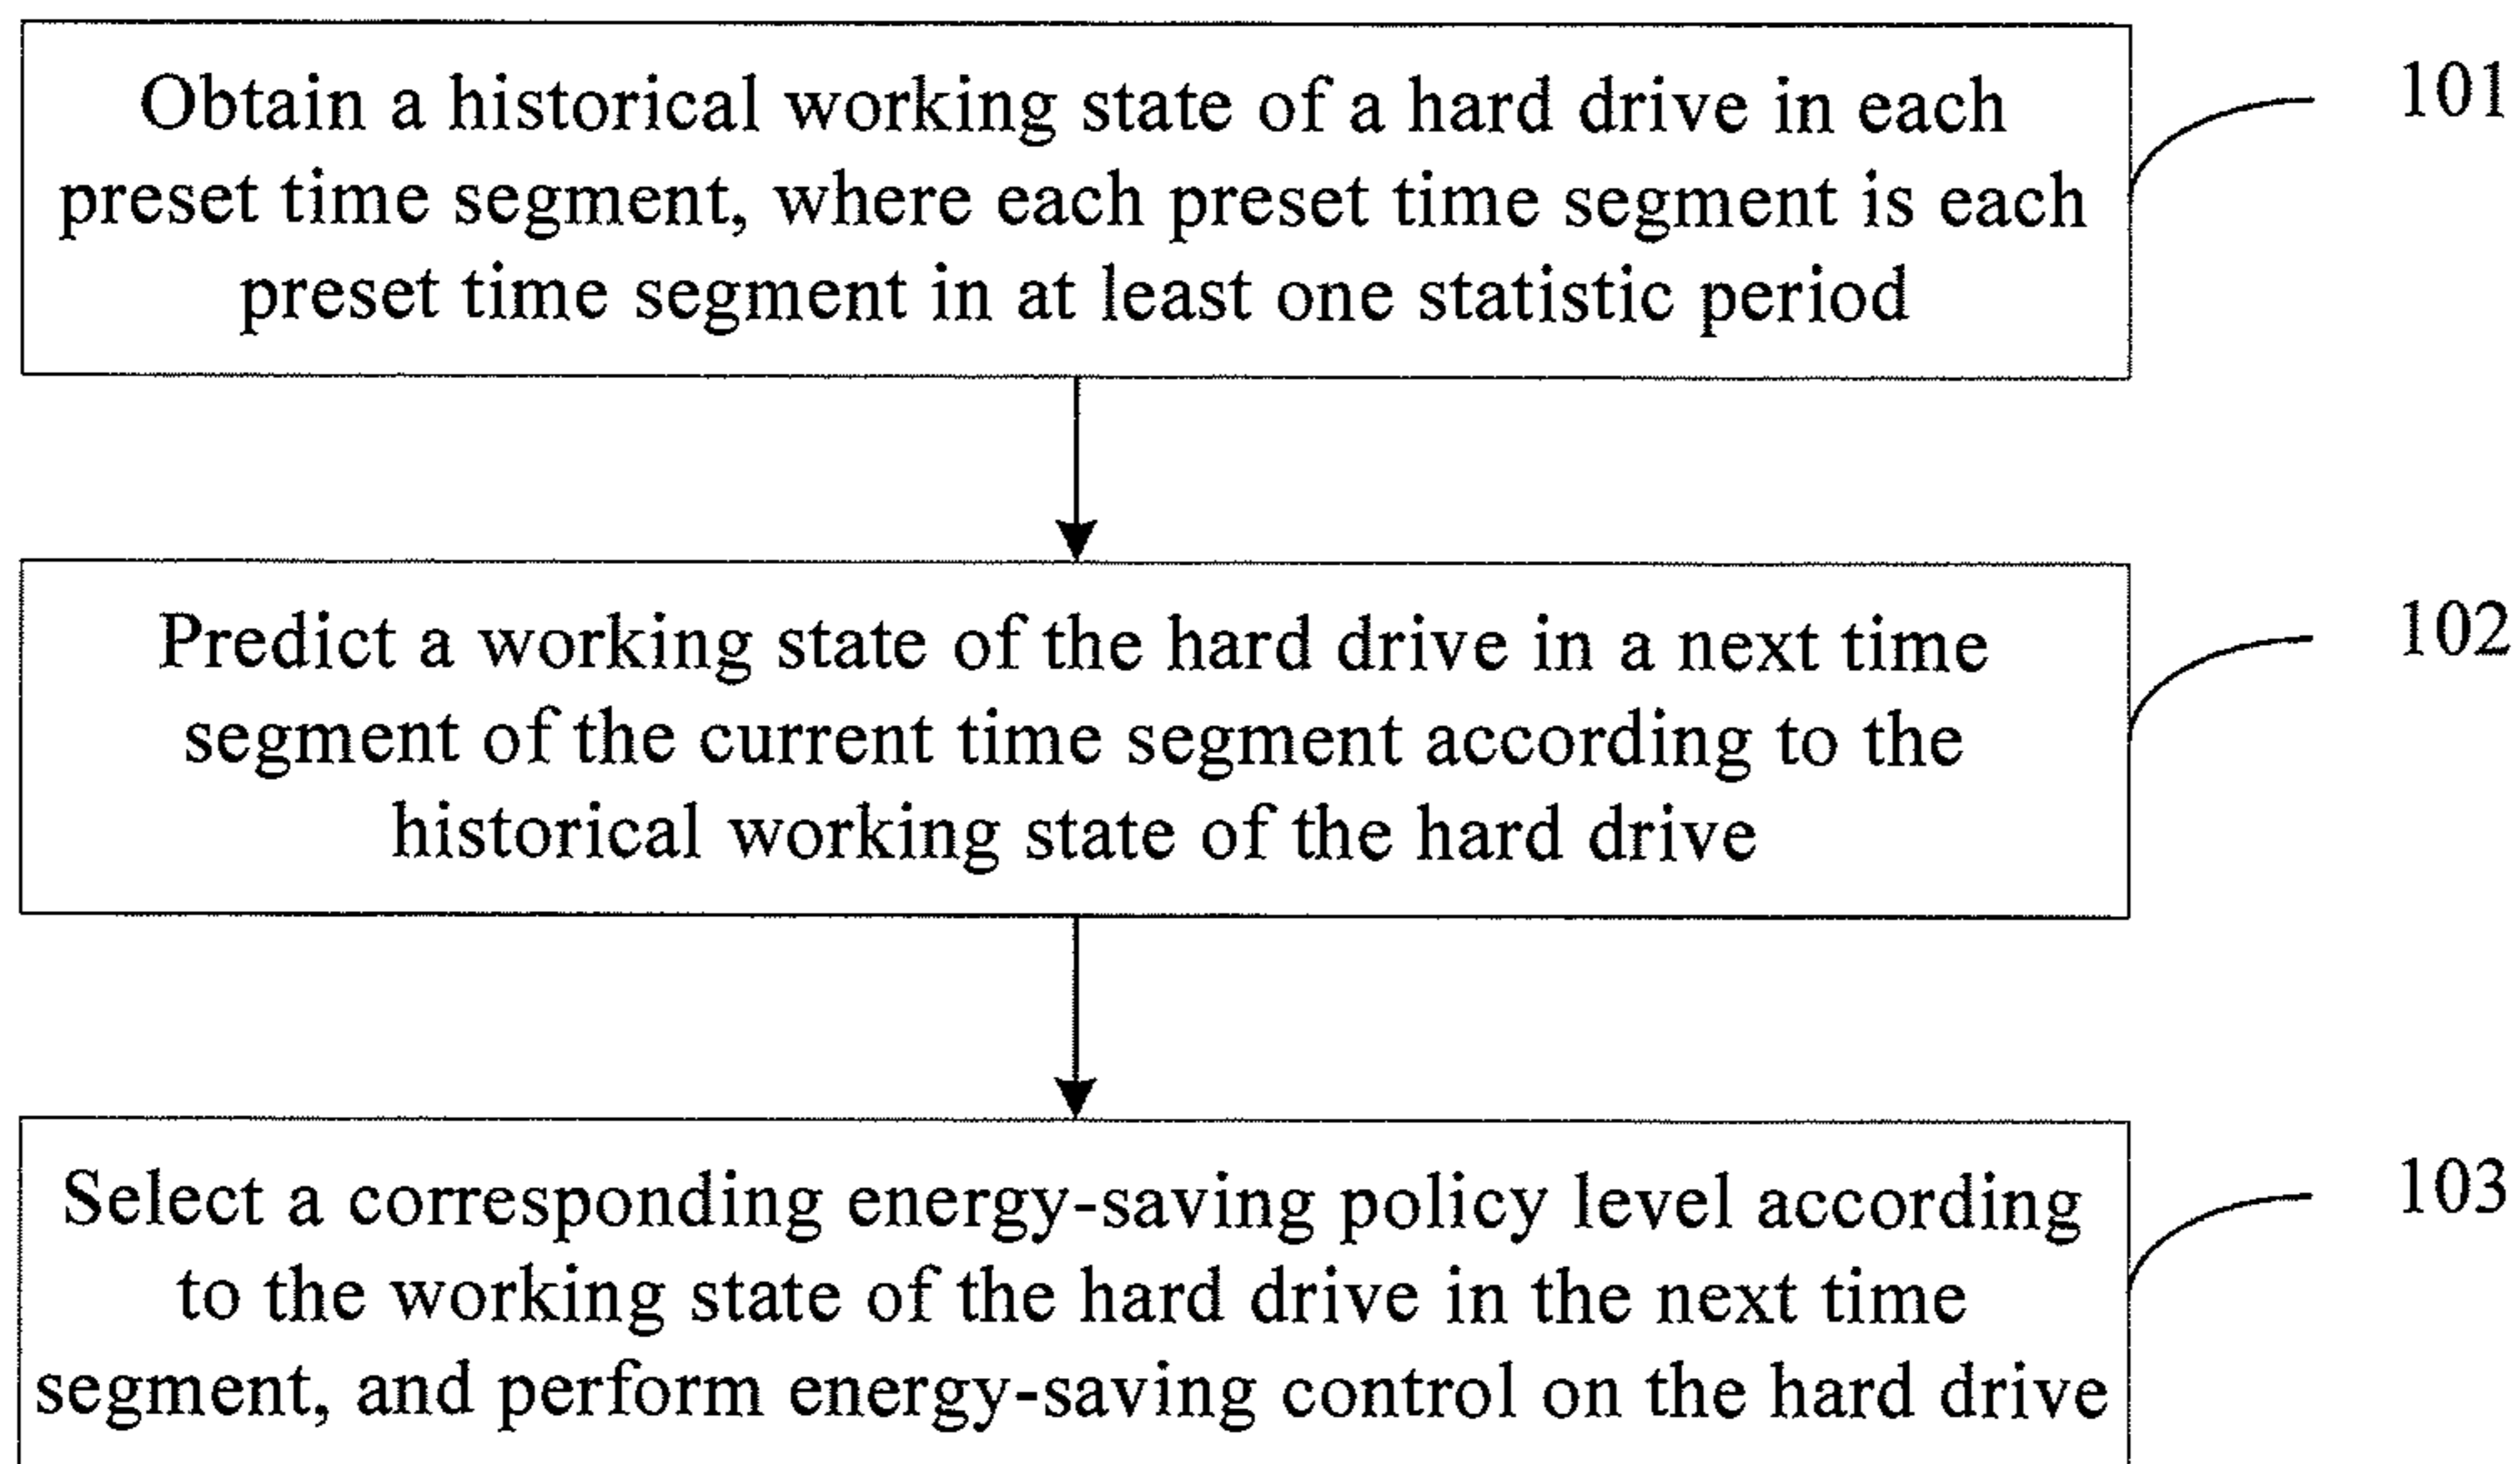 Obtain a historical working state of a hard drive in each
preset time segment, where each preset time segment is each
preset time segment in at least one statistic period
101
Predict a working state of the hard drive in a next time
segment of the current time segment according to the
historical working state of the hard drive
102
Select a corresponding energy-saving policy level according
to the working state of the hard drive in the next time
segment, and perform energy-saving control on the hard drive
103